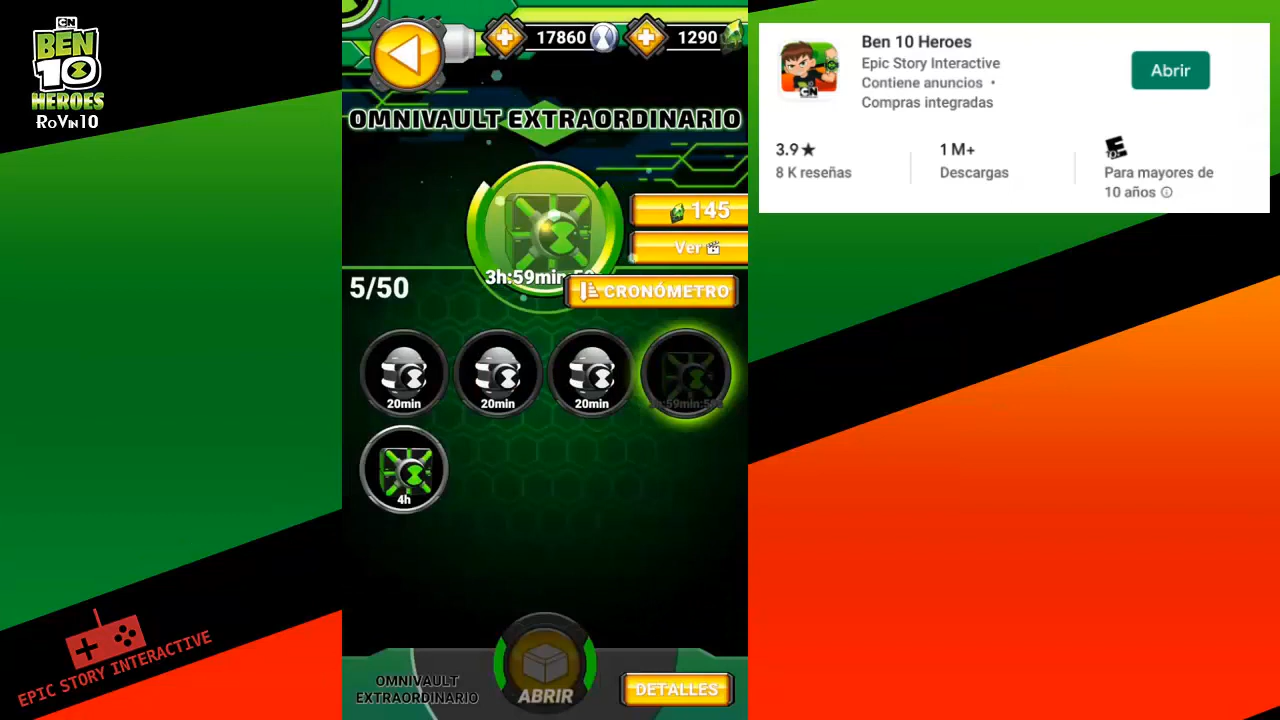 CN
BEN
10
HEROES
RoVin10
17860
1290
OMNIVAULT EXTRAORDINARIO
145
Ver
3h:59min
5/50
CRONÓMETRO
20min
20min
20min
4h
OMNIVAULT
EXTRAORDINARIO
ABRIR
DETALLES
EPIC STORY INTERACTIVE
Ben 10 Heroes
Epic Story Interactive
Contiene anuncios •
Compras integradas
Abrir
3.9★
8 K reseñas
1 M+
Descargas
E
Para mayores de
10 años